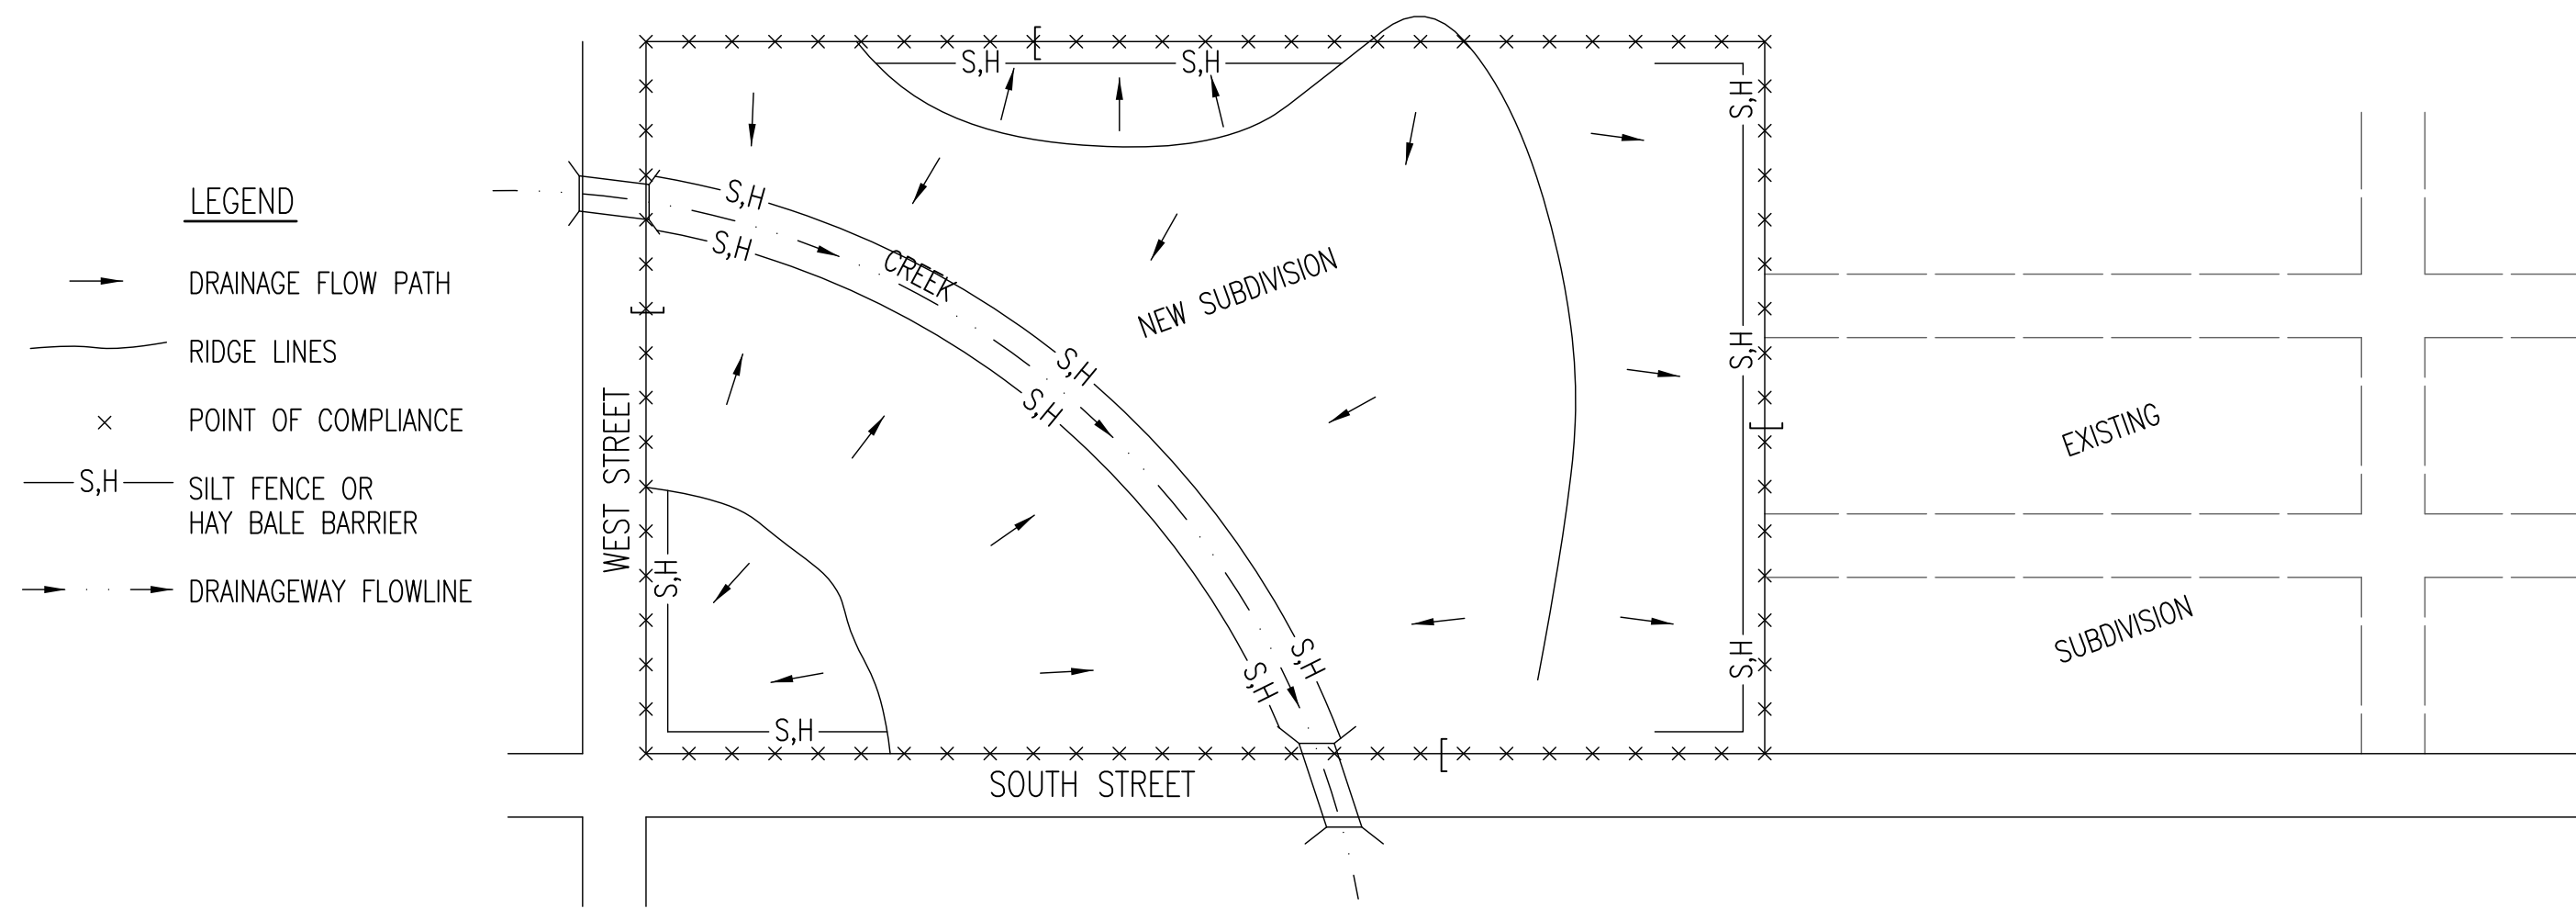 LEGEND
DRAINAGE FLOW PATH
RIDGE LINES
POINT OF COMPLIANCE
S,H
SILT FENCE OR
HAY BALE BARRIER
DRAINAGEWAY FLOWLINE
S,H
S,H
S,H
S,H
S,H
CREEK
NEW SUBDIVISION
S,H
S,H
S,H
WEST STREET
S,H
S,H
S,H
S,H
S,H
SOUTH STREET
EXISTING
SUBDIVISION